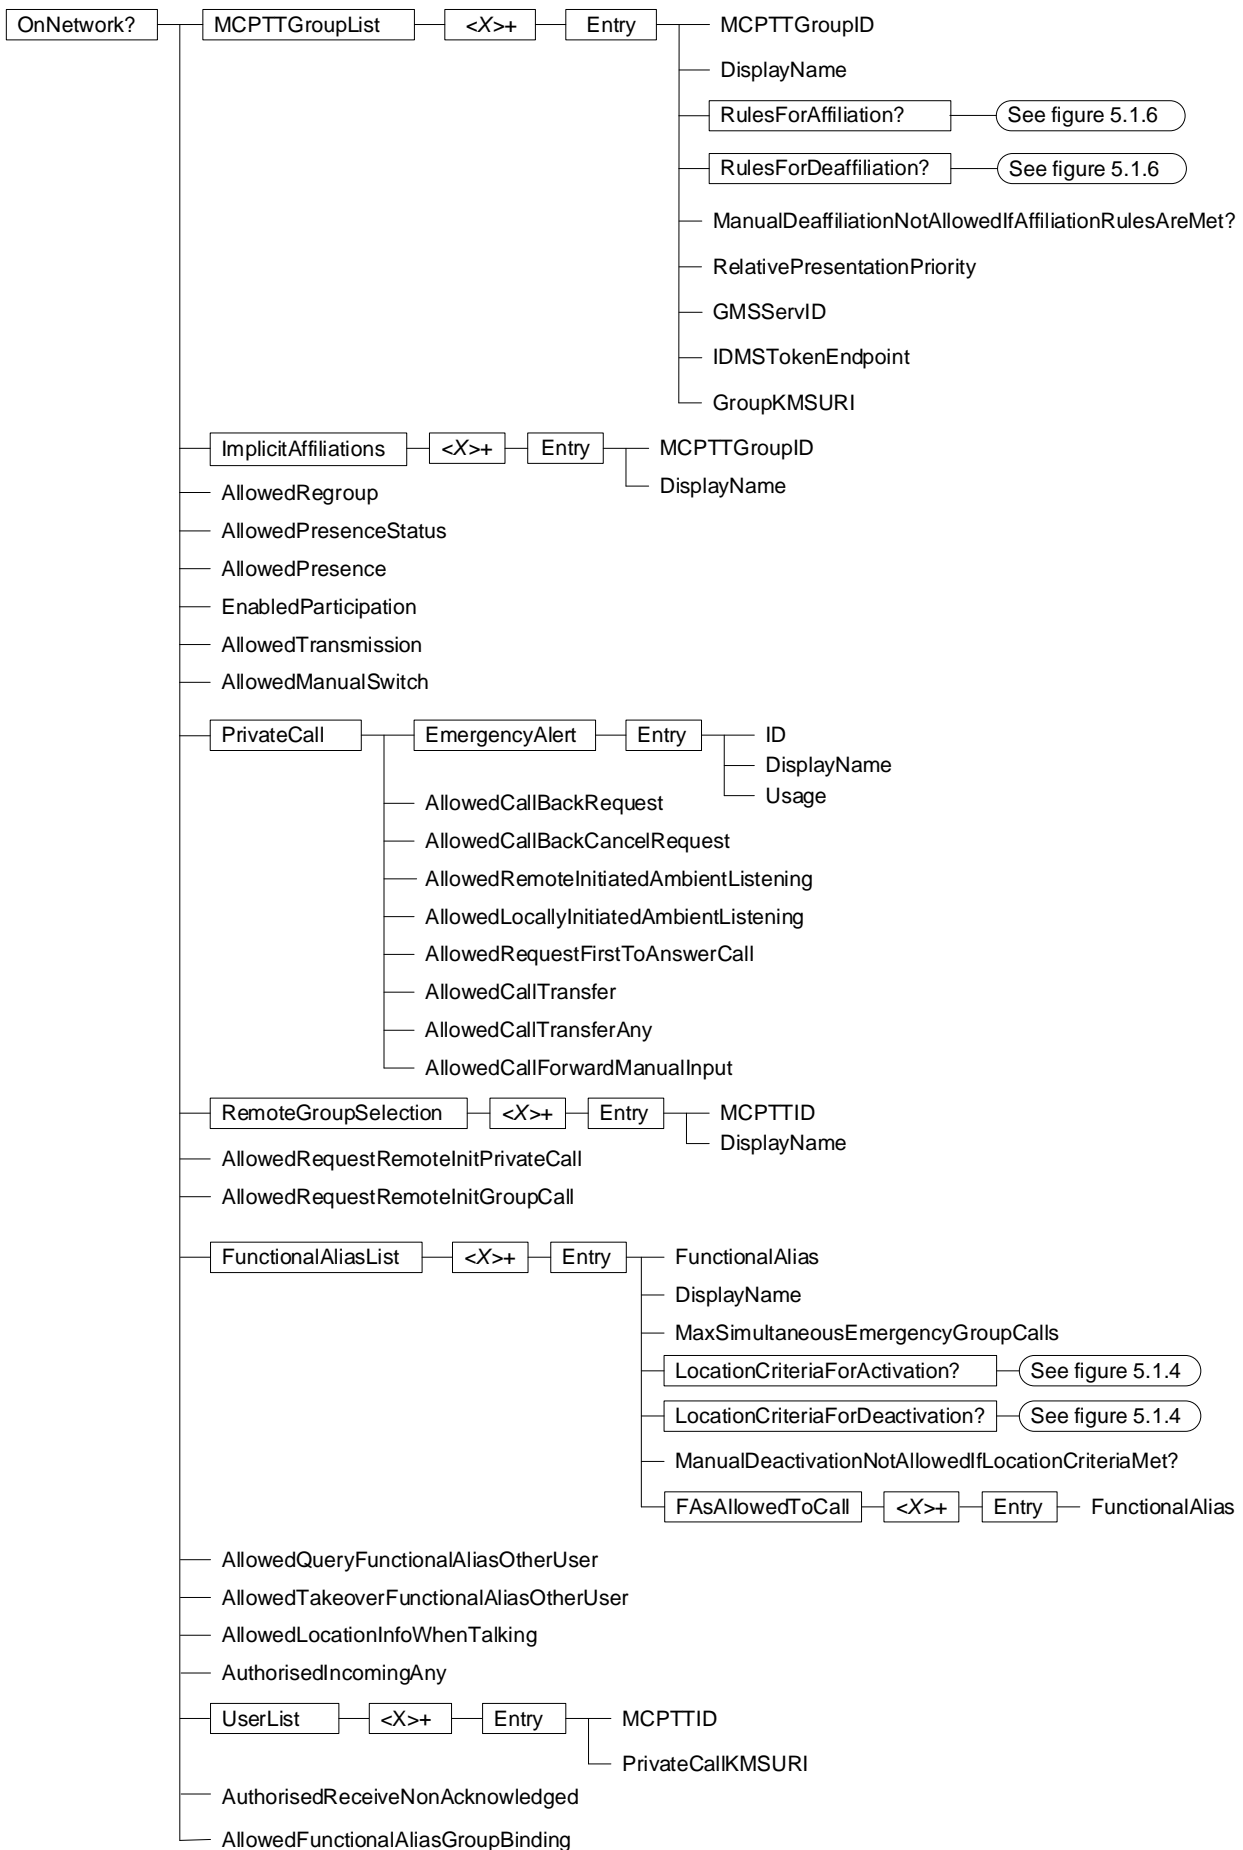 OnNetwork? MCPTTGroupList <X>+ Entry MCPTTGroupID
DisplayName
RulesForAffiliation? See figure 5.1.6
RulesForDeaffiliation? See figure 5.1.6
ManualDeaffiliationNotAllowedIfAffiliationRulesAreMet?
RelativePresentationPriority
GMSServID
IDMSTokenEndpoint
GroupKMSURI
ImplicitAffiliations <X>+ Entry MCPTTGroupID
DisplayName
AllowedRegroup
AllowedPresenceStatus
AllowedPresence
EnabledParticipation
AllowedTransmission
AllowedManualSwitch
PrivateCall EmergencyAlert Entry ID
DisplayName
Usage
AllowedCallBackRequest
AllowedCallBackCancelRequest
AllowedRemoteInitiatedAmbientListening
AllowedLocallyInitiatedAmbientListening
AllowedRequestFirstToAnswerCall
AllowedCallTransfer
AllowedCallTransferAny
AllowedCallForwardManualInput
RemoteGroupSelection <X>+ Entry MCPTTID
DisplayName
AllowedRequestRemoteInitPrivateCall
AllowedRequestRemoteInitGroupCall
FunctionalAliasList <X>+ Entry FunctionalAlias
DisplayName
MaxSimultaneousEmergencyGroupCalls
LocationCriteriaForActivation? See figure 5.1.4
LocationCriteriaForDeactivation? See figure 5.1.4
ManualDeactivationNotAllowedIfLocationCriteriaMet?
FAsAllowedToCall <X>+ Entry FunctionalAlias
AllowedQueryFunctionalAliasOtherUser
AllowedTakeoverFunctionalAliasOtherUser
AllowedLocationInfoWhenTalking
AuthorisedIncomingAny
UserList <X>+ Entry MCPTTID
PrivateCallKMSURI
AuthorisedReceiveNonAcknowledged
AllowedFunctionalAliasGroupBinding